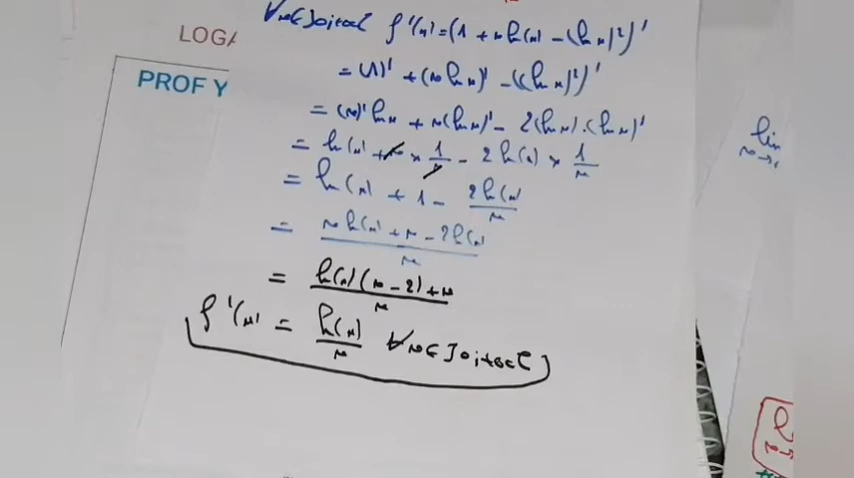 ∀x∈]0;+∞[ f'(x)=(1 + x ln(x) - (ln x)²)'
LOGA
= (1)' + (x ln x)' - ((ln x)²)'
PROF Y
= (x)' ln x + x(ln x)' - 2(ln x).(ln x)'
= ln(x) + x × 1/x - 2 ln(x) × 1/x
lim
x→
= ln(x) + 1 - 2ln(x)/x
= x ln(x) + x - 2ln(x)/x
= ln(x)(x - 2) + x/x
f'(x) = h(x)/x ∀x∈]0;+∞[